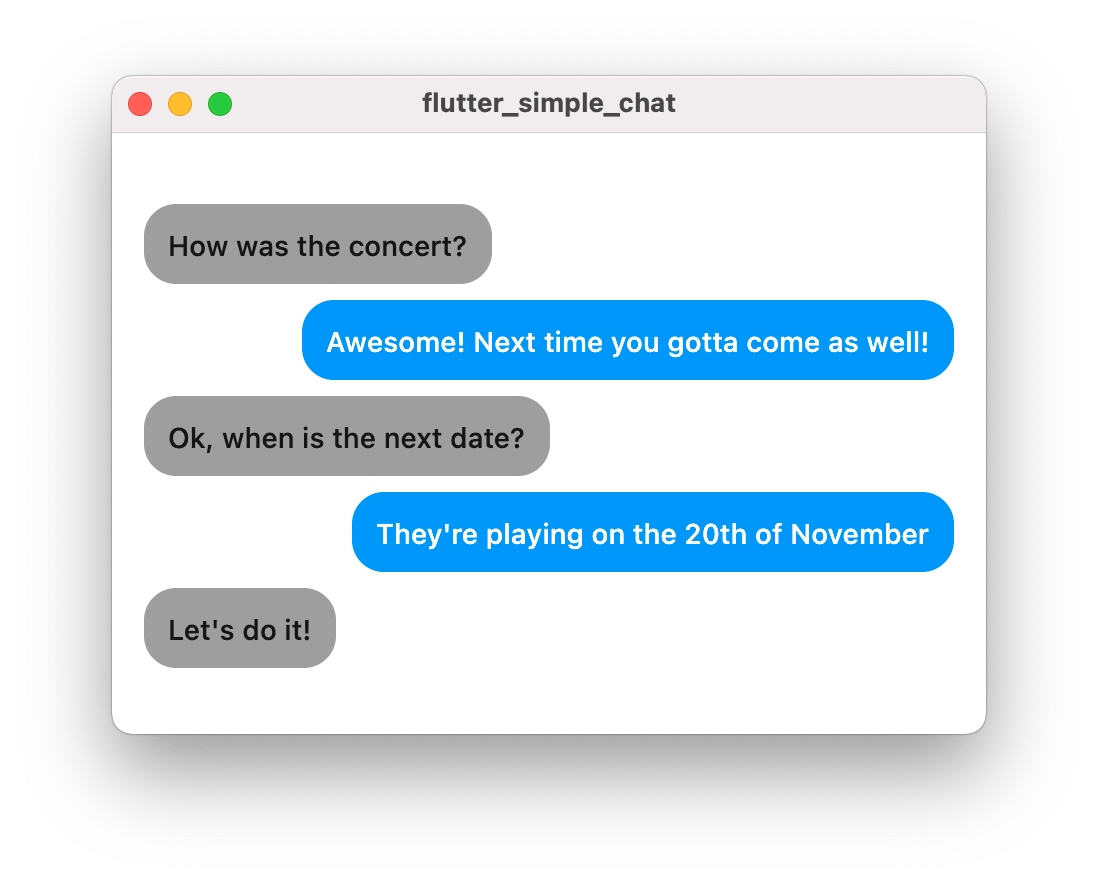 flutter_simple_chat
How was the concert?
Awesome! Next time you gotta come as well!
Ok, when is the next date?
They're playing on the 20th of November
Let's do it!